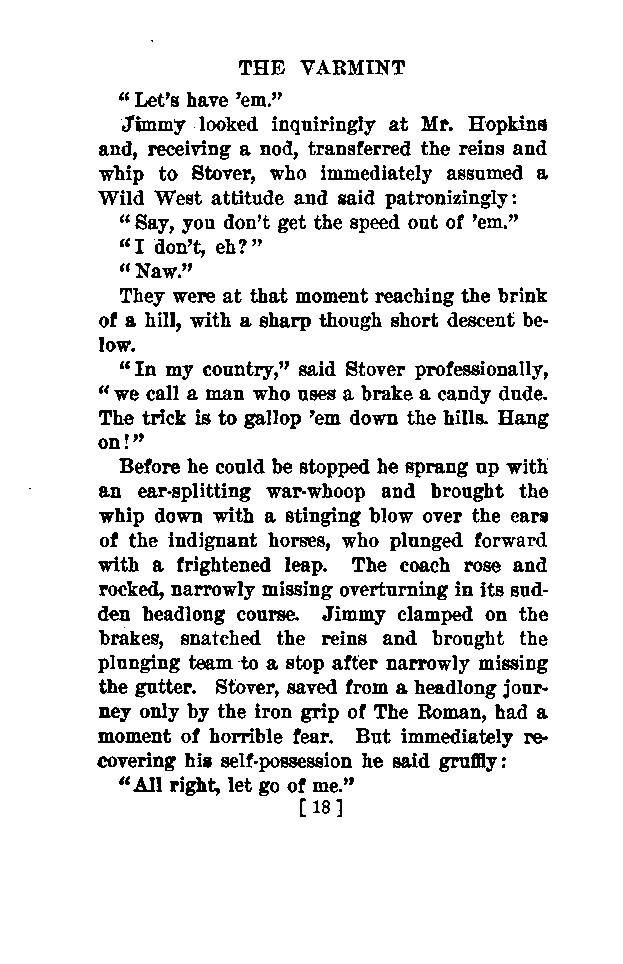 THE VARMINT
“Let's have 'em.”
Jimmy looked inquiringly at Mr. Hopkins
and, receiving a nod, transferred the reins and
whip to Stover, who immediately assumed a
Wild West attitude and said patronizingly:
“Say, you don't get the speed out of 'em.”
“I don't, eh?”
“Naw.”
They were at that moment reaching the brink
of a hill, with a sharp though short descent be-
low.
“In my country,” said Stover professionally,
“we call a man who uses a brake a candy dude.
The trick is to gallop 'em down the hills. Hang
on!”
Before he could be stopped he sprang up with
an ear-splitting war-whoop and brought the
whip down with a stinging blow over the ears
of the indignant horses, who plunged forward
with a frightened leap. The coach rose and
rocked, narrowly missing overturning in its sud-
den headlong course. Jimmy clamped on the
brakes, snatched the reins and brought the
plunging team to a stop after narrowly missing
the gutter. Stover, saved from a headlong jour-
ney only by the iron grip of The Roman, had a
moment of horrible fear. But immediately re-
covering his self-possession he said gruffly:
“All right, let go of me.”
[18]